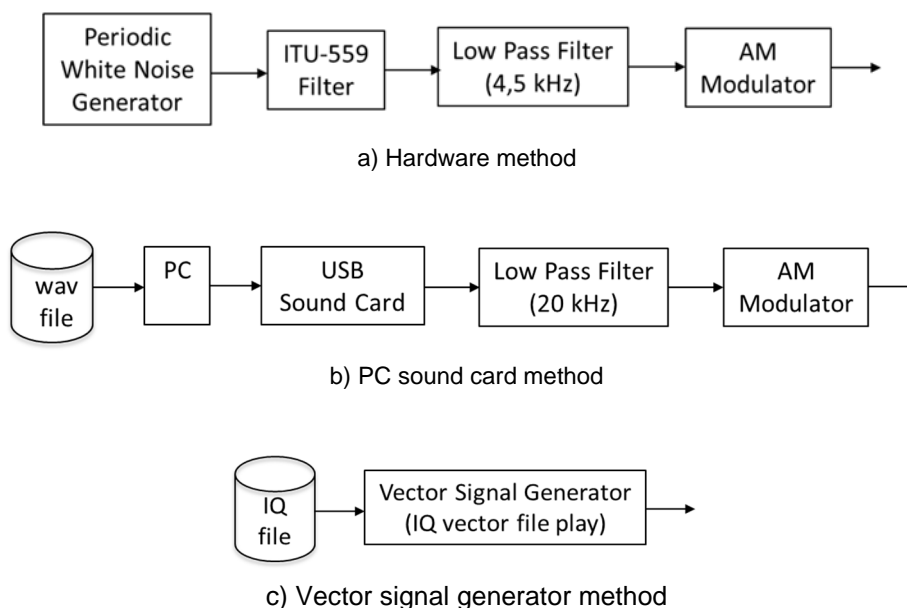 Periodic
White Noise
Generator
ITU-559
Filter
Low Pass Filter
(4,5 kHz)
AM
Modulator
a) Hardware method
wav
file
PC
USB
Sound Card
Low Pass Filter
(20 kHz)
AM
Modulator
b) PC sound card method
IQ
file
Vector Signal Generator
(IQ vector file play)
c) Vector signal generator method